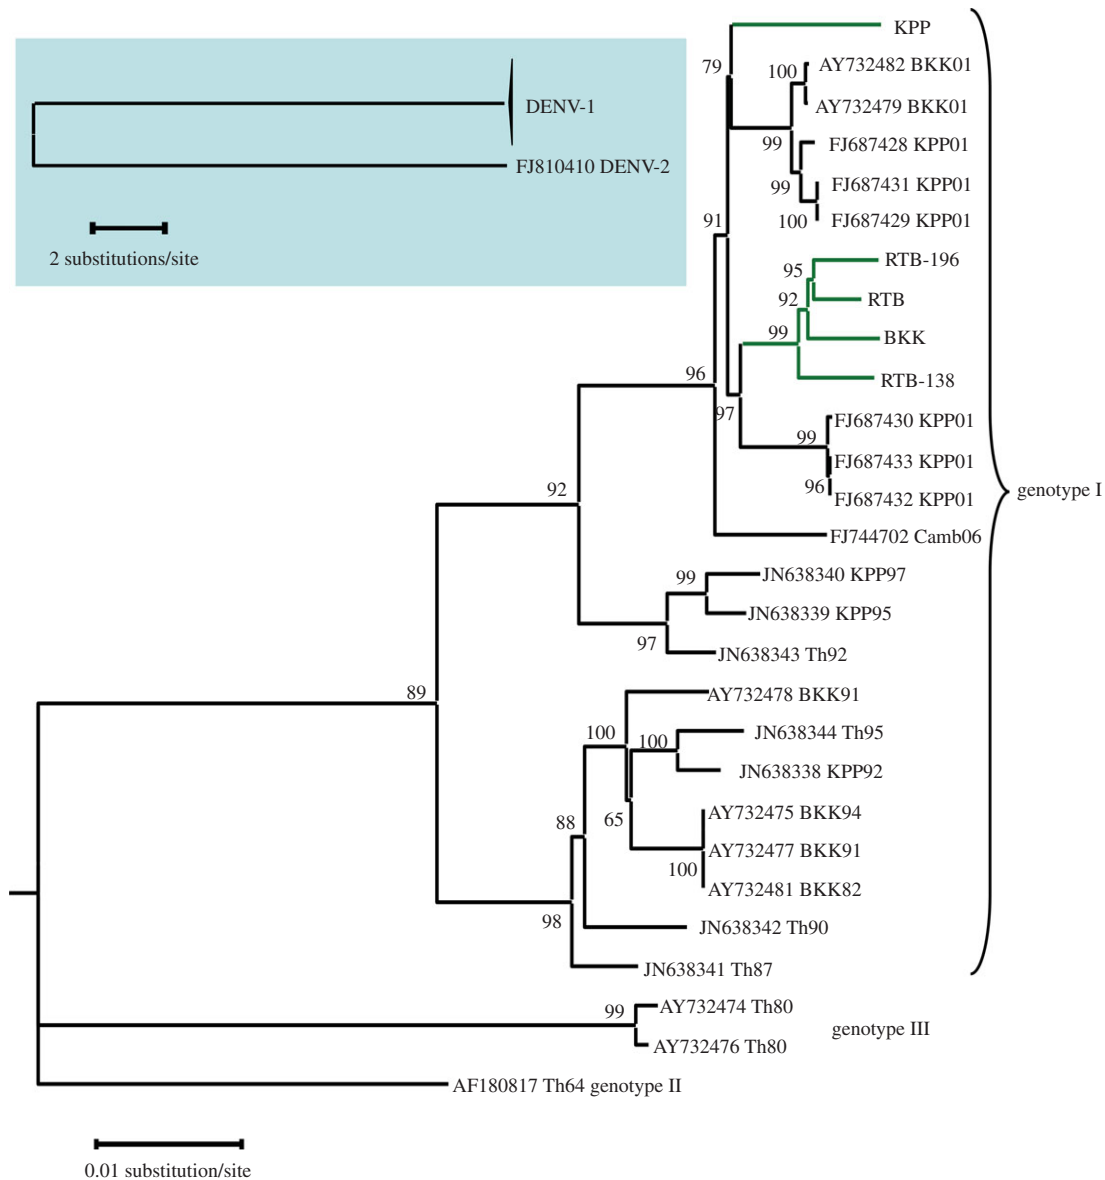 DENV-1
FJ810410 DENV-2
2 substitutions/site
KPP
79
100
AY732482 BKK01
AY732479 BKK01
99
FJ687428 KPP01
99
FJ687431 KPP01
100
FJ687429 KPP01
91
RTB-196
95
RTB
92
BKK
99
RTB-138
96
97
FJ687430 KPP01
99
FJ687433 KPP01
96
FJ687432 KPP01
genotype I
92
FJ744702 Camb06
JN638340 KPP97
99
JN638339 KPP95
97
JN638343 Th92
89
AY732478 BKK91
100
JN638344 Th95
100
JN638338 KPP92
65
AY732475 BKK94
88
AY732477 BKK91
100
AY732481 BKK82
98
JN638342 Th90
JN638341 Th87
99
AY732474 Th80
genotype III
AY732476 Th80
AF180817 Th64 genotype II
0.01 substitution/site